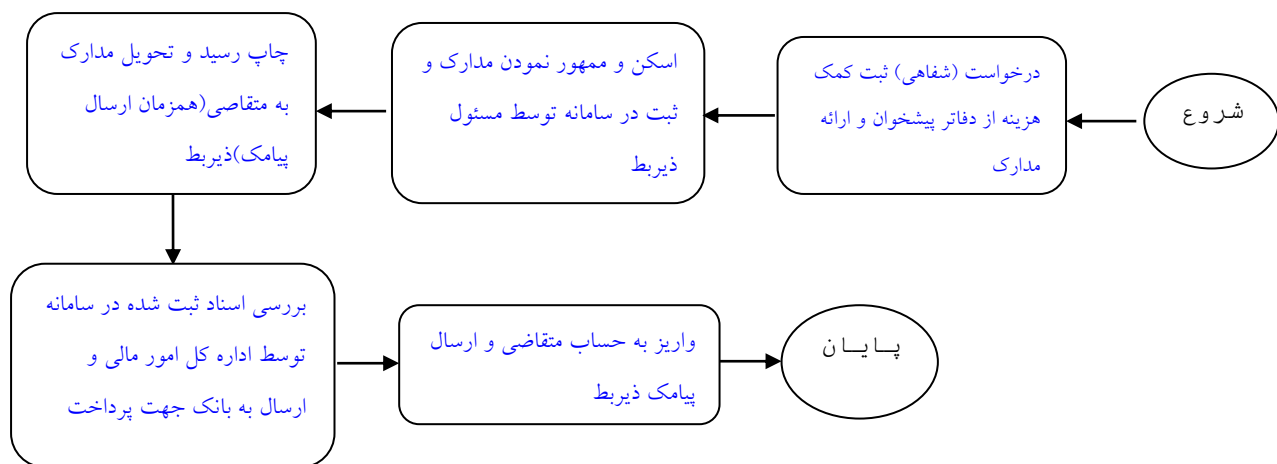 شروع
درخواست (شفاهی) ثبت کمک
هزینه از دفاتر پیشخوان و ارائه
مدارک
اسکن و ممهور نمودن مدارک و
ثبت در سامانه توسط مسئول
ذیربط
چاپ رسید و تحویل مدارک
به متقاصی(همزمان ارسال
پیامک)ذیربط
بررسی اسناد ثبت شده در سامانه
توسط اداره کل امور مالی و
ارسال به بانک جهت پرداخت
واریز به حساب متقاضی و ارسال
پیامک ذیربط
پایان